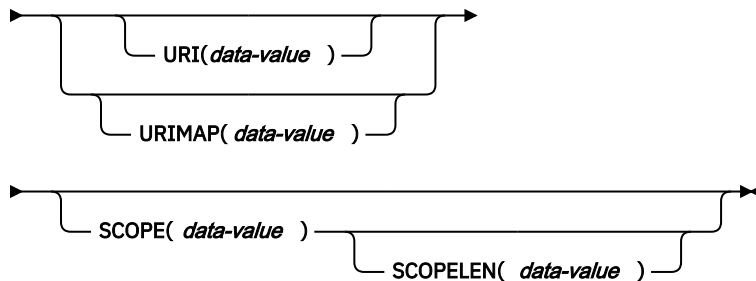 URI(data-value )
URIMAP( data-value )
SCOPE( data-value )
SCOPELEN( data-value )